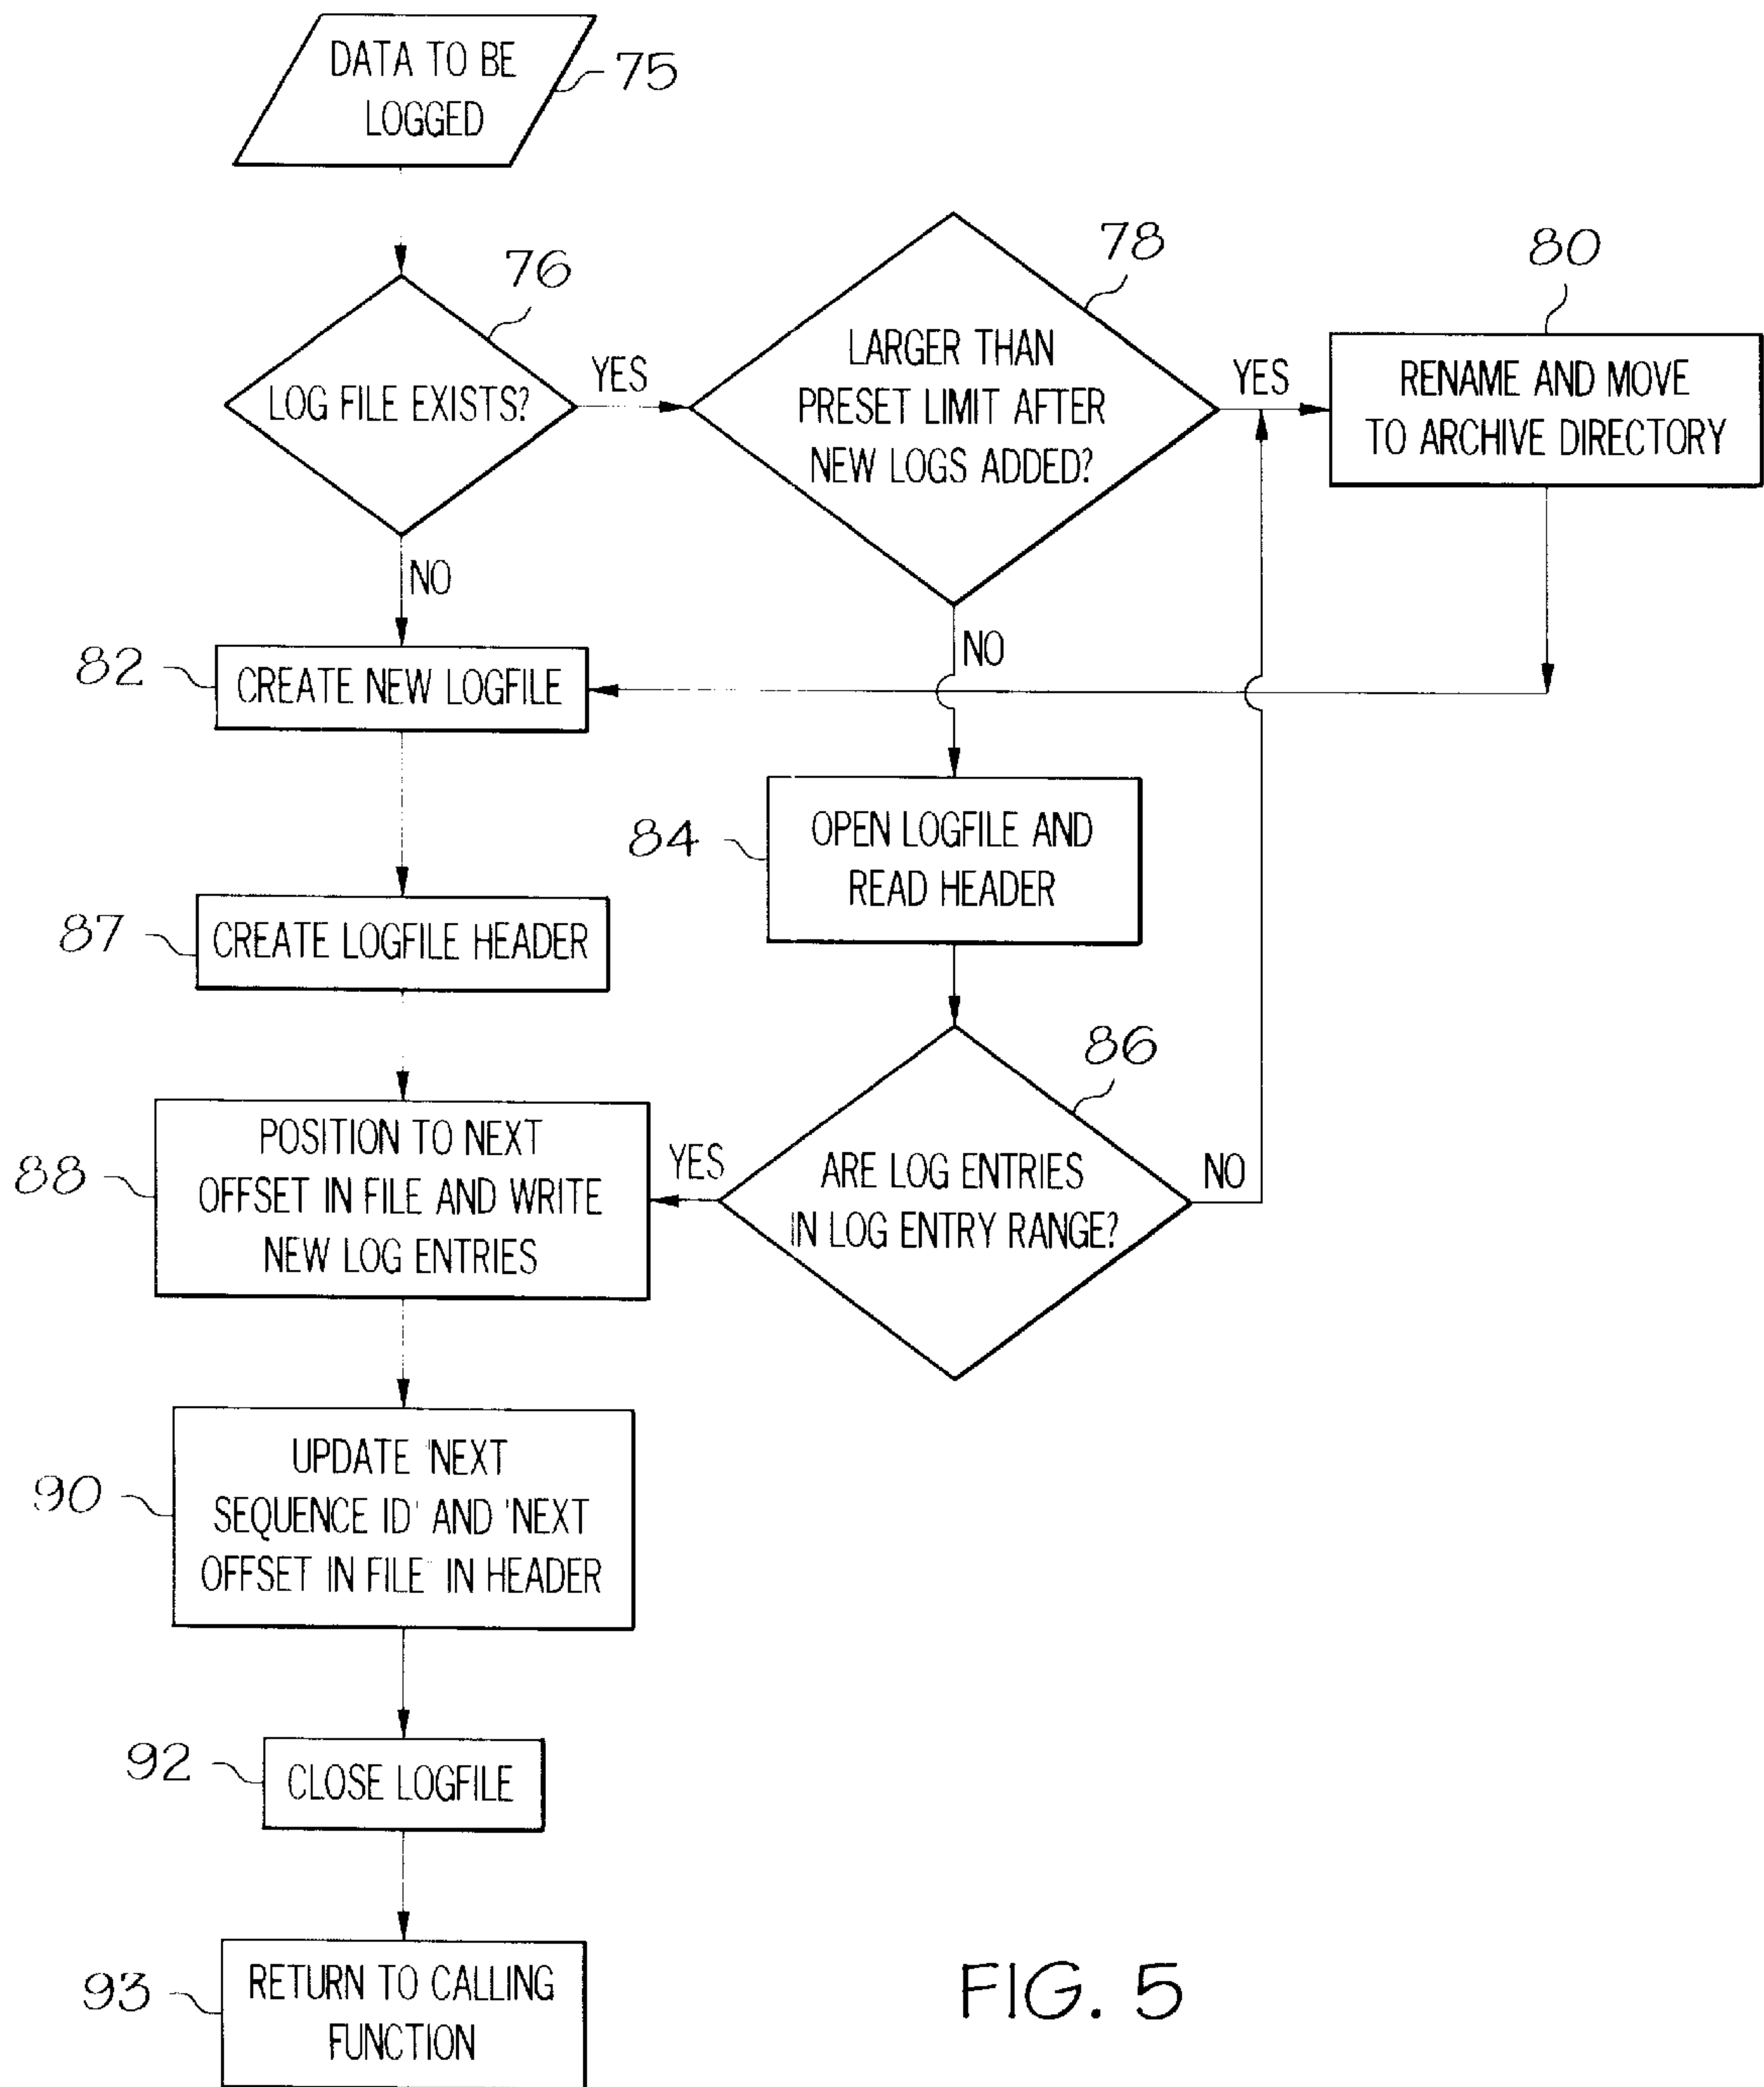 DATA TO BE
LOGGED
75
76
LOG FILE EXISTS?
YES
NO
78
LARGER THAN
PRESET LIMIT AFTER
NEW LOGS ADDED?
YES
NO
80
RENAME AND MOVE
TO ARCHIVE DIRECTORY
82
CREATE NEW LOGFILE
84
OPEN LOGFILE AND
READ HEADER
87
CREATE LOGFILE HEADER
86
ARE LOG ENTRIES
IN LOG ENTRY RANGE?
YES
NO
88
POSITION TO NEXT
OFFSET IN FILE AND WRITE
NEW LOG ENTRIES
90
UPDATE 'NEXT
SEQUENCE ID' AND 'NEXT
OFFSET IN FILE' IN HEADER
92
CLOSE LOGFILE
93
RETURN TO CALLING
FUNCTION
FIG. 5